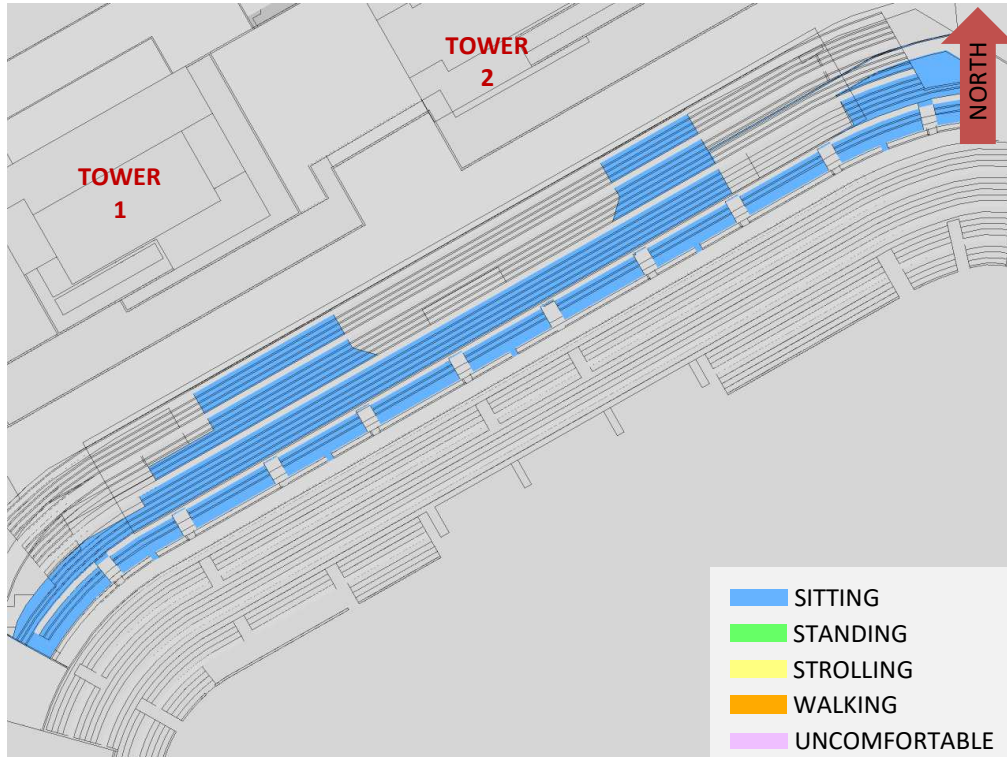 TOWER
2
NORTH
TOWER
1
SITTING
STANDING
STROLLING
WALKING
UNCOMFORTABLE